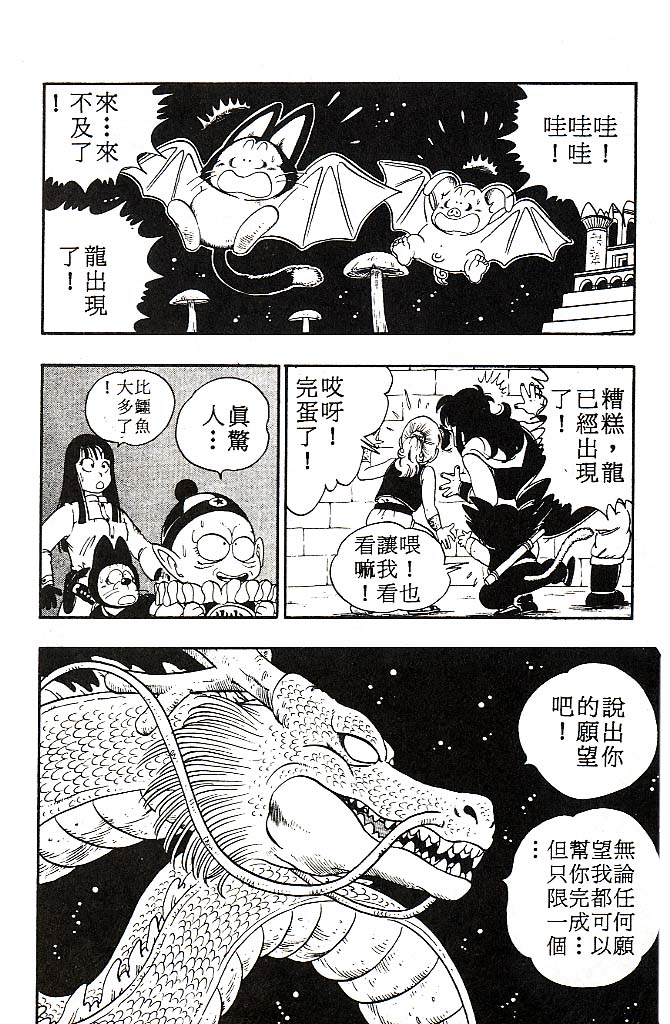 哇！
哇哇
哇！
來…來
不及了
！
龍出現
了！
糟糕，龍
已經出現
了！
哎呀！
完蛋了！
喂！也
讓我看
看嘛！
眞驚
人…
比鱷魚
大多了
！
說出你
的願望
吧！
無論任何願
望我都可以
幫你完成…
但只限一個
…